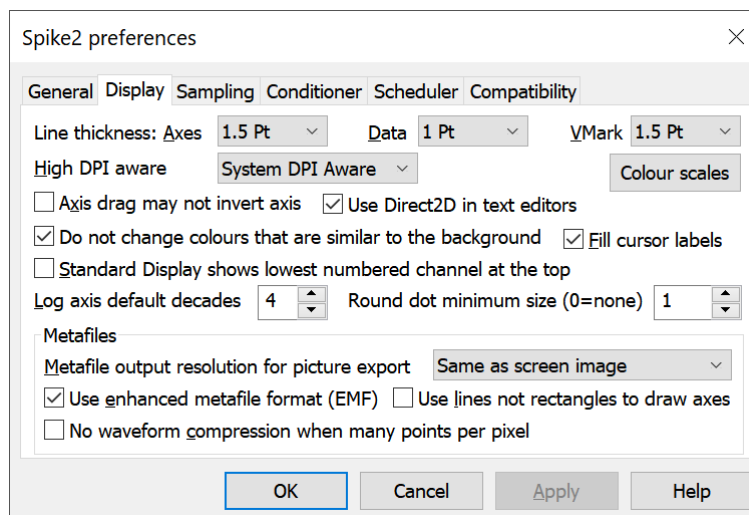 Spike2 preferences
General Display Sampling Conditioner Scheduler Compatibility
Line thickness: Axes 1.5 Pt Data 1 Pt VMark 1.5 Pt
High DPI aware System DPI Aware Colour scales
Axis drag may not invert axis Use Direct2D in text editors
Do not change colours that are similar to the background Fill cursor labels
Standard Display shows lowest numbered channel at the top
Log axis default decades 4 Round dot minimum size (0=none) 1
Metafiles
Metafile output resolution for picture export Same as screen image
Use enhanced metafile format (EMF) Use lines not rectangles to draw axes
No waveform compression when many points per pixel
OK Cancel Apply Help